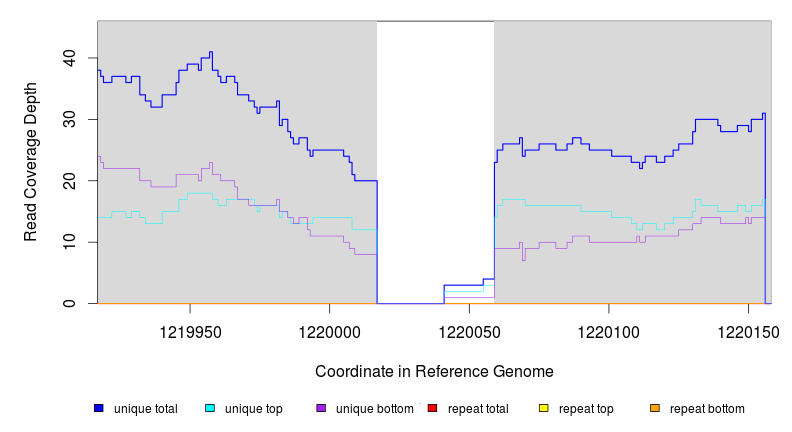 Read Coverage Depth
40
30
20
10
0
1219950 1220000 1220050 1220100 1220150
Coordinate in Reference Genome
unique total unique top unique bottom repeat total repeat top repeat bottom